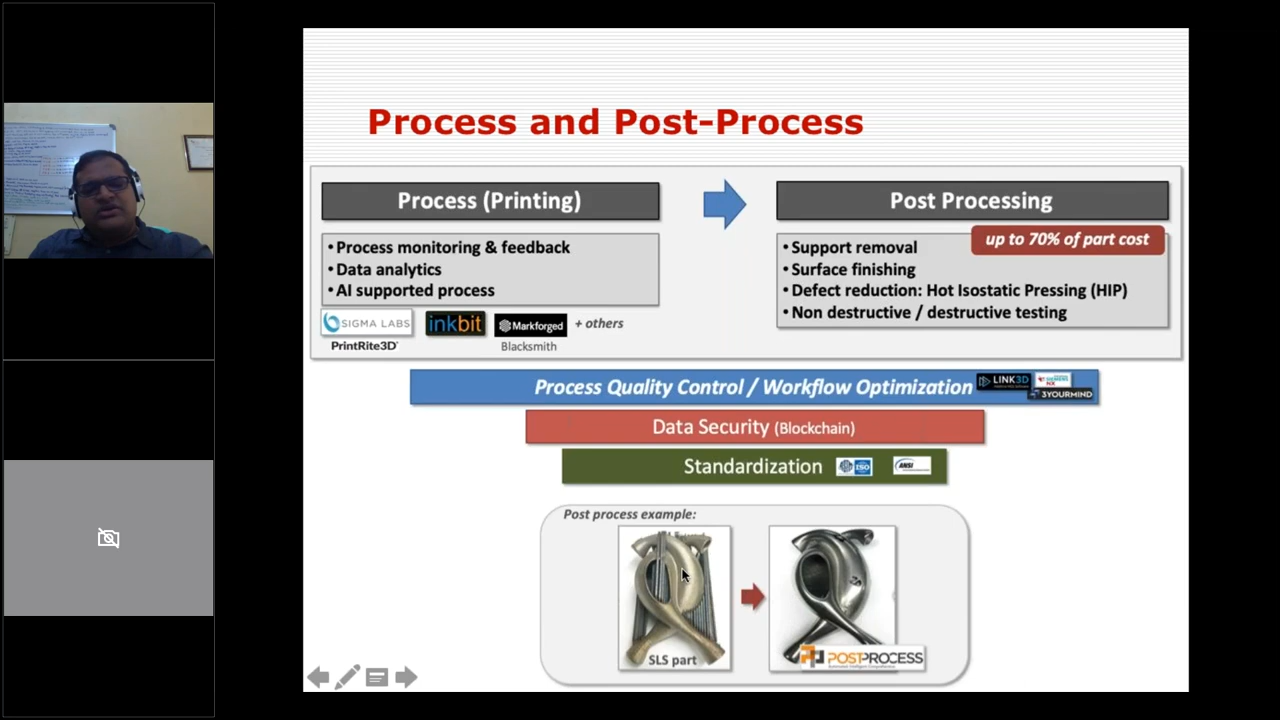 Process and Post-Process
Process (Printing)
• Process monitoring & feedback
• Data analytics
• AI supported process
SIGMA LABS
PrintRite3D
inkbit
Markforged
Blacksmith
+ others
Post Processing
up to 70% of part cost
• Support removal
• Surface finishing
• Defect reduction: Hot Isostatic Pressing (HIP)
• Non destructive / destructive testing
Process Quality Control / Workflow Optimization
LINK3D
SIEMENS
NX
3YOURMIND
Data Security (Blockchain)
Standardization
ISO
ANSI
Post process example:
SLS part
POSTPROCESS